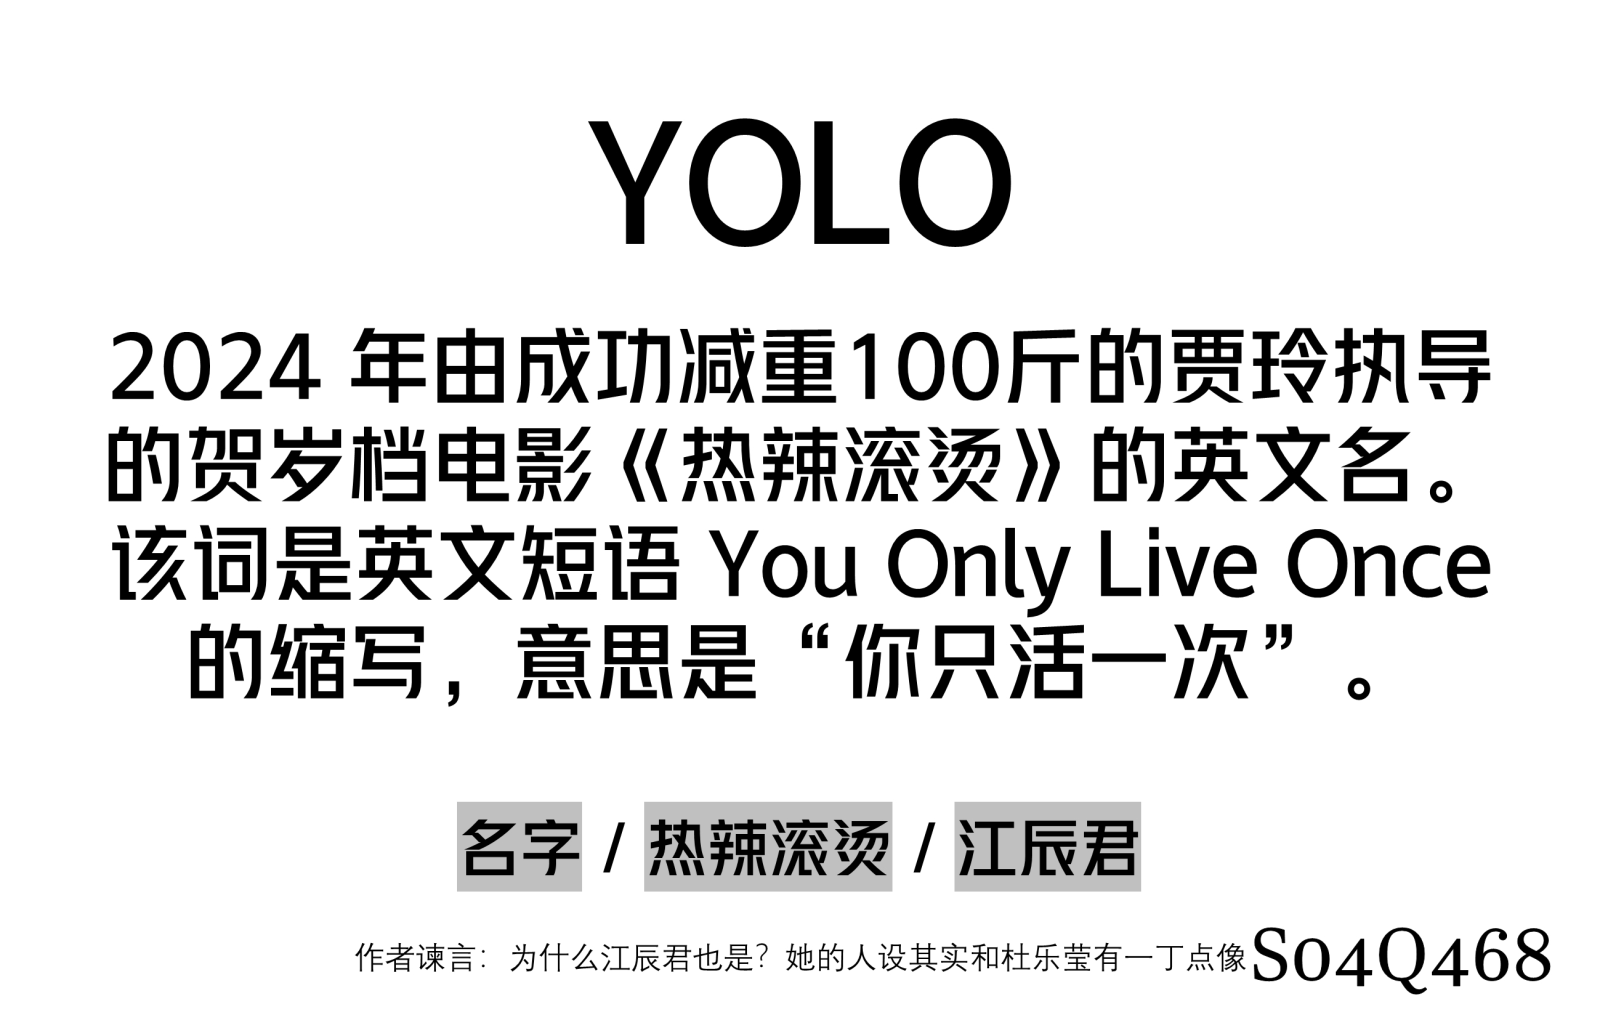 YOLO
2024 年由成功减重100斤的贾玲执导
的贺岁档电影《热辣滚烫》的英文名。
该词是英文短语 You Only Live Once
的缩写，意思是“你只活一次”。
名字 / 热辣滚烫 / 江辰君
作者谏言：为什么江辰君也是？她的人设其实和杜乐莹有一丁点像
S04Q468